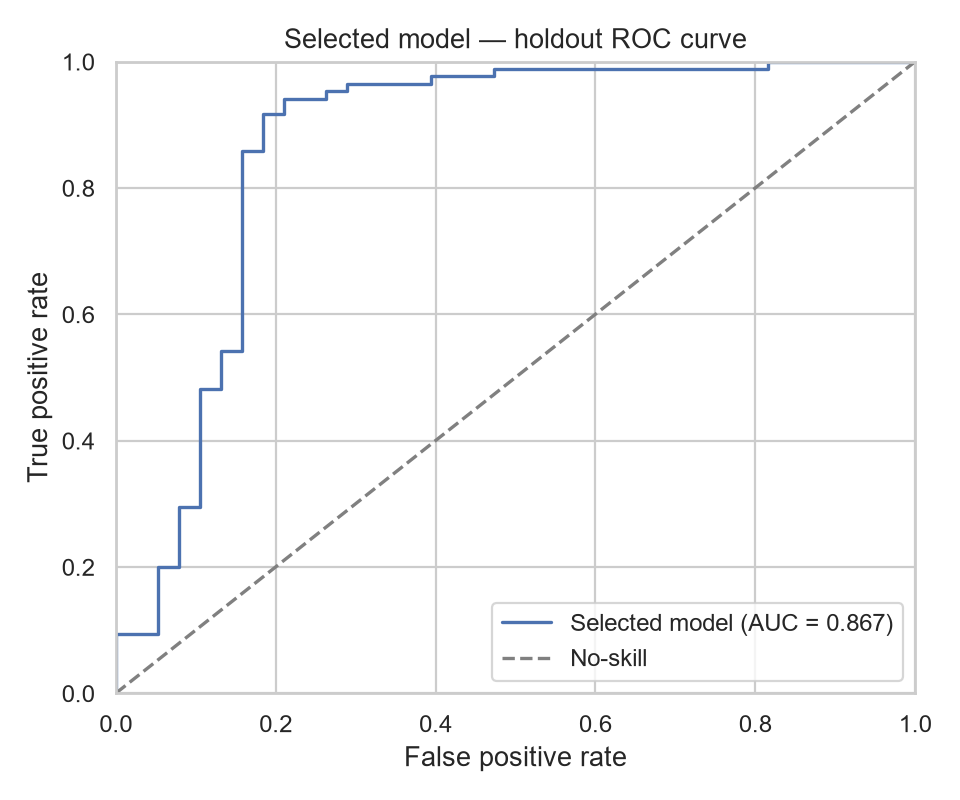 Selected model — holdout ROC curve
1.0
0.8
0.6
0.4
0.2
0.0
True positive rate
0.0 0.2 0.4 0.6 0.8 1.0
False positive rate
Selected model (AUC = 0.867)
No-skill